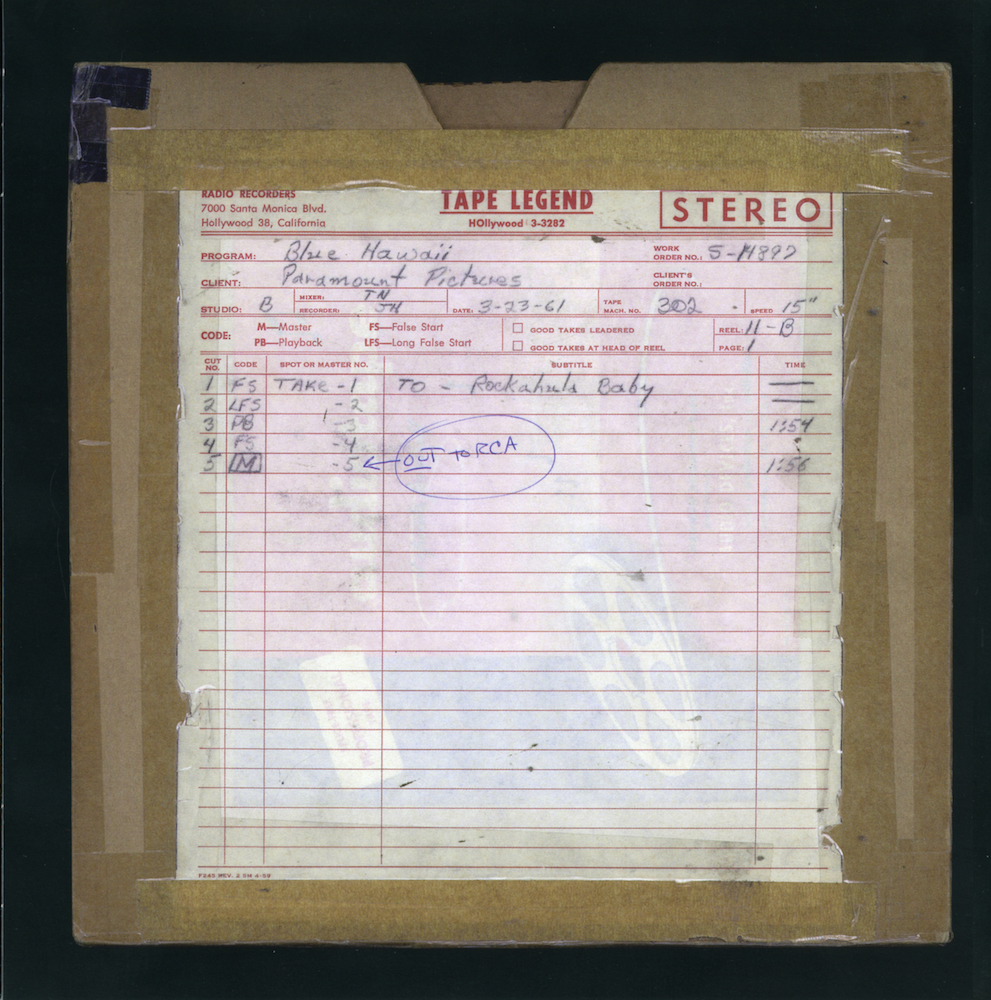 RADIO RECORDERS TAPE LEGEND STEREO
7000 Santa Monica Blvd.
Hollywood 38, California HOllywood 3-3282
PROGRAM: Blue Hawaii WORK ORDER NO.:
CLIENT: Paramount Pictures CLIENT'S ORDER NO.:
STUDIO: B MIXER: TN RECORDER: JH DATE: 3-23-61 TAPE MACH. NO. 302 SPEED 15"
CODE: M—Master FS—False Start GOOD TAKES LEADERED REEL: 11-B
PB—Playback LFS—Long False Start GOOD TAKES AT HEAD OF REEL PAGE: 1
CUT NO. CODE SPOT OR MASTER NO. SUBTITLE TIME
1 FS TAKE -1 TO - Rockahula Baby —
2 LFS -2 —
3 PB -3 1:54
4 FS -4
5 M -5 ← OUT TO RCA 1:56